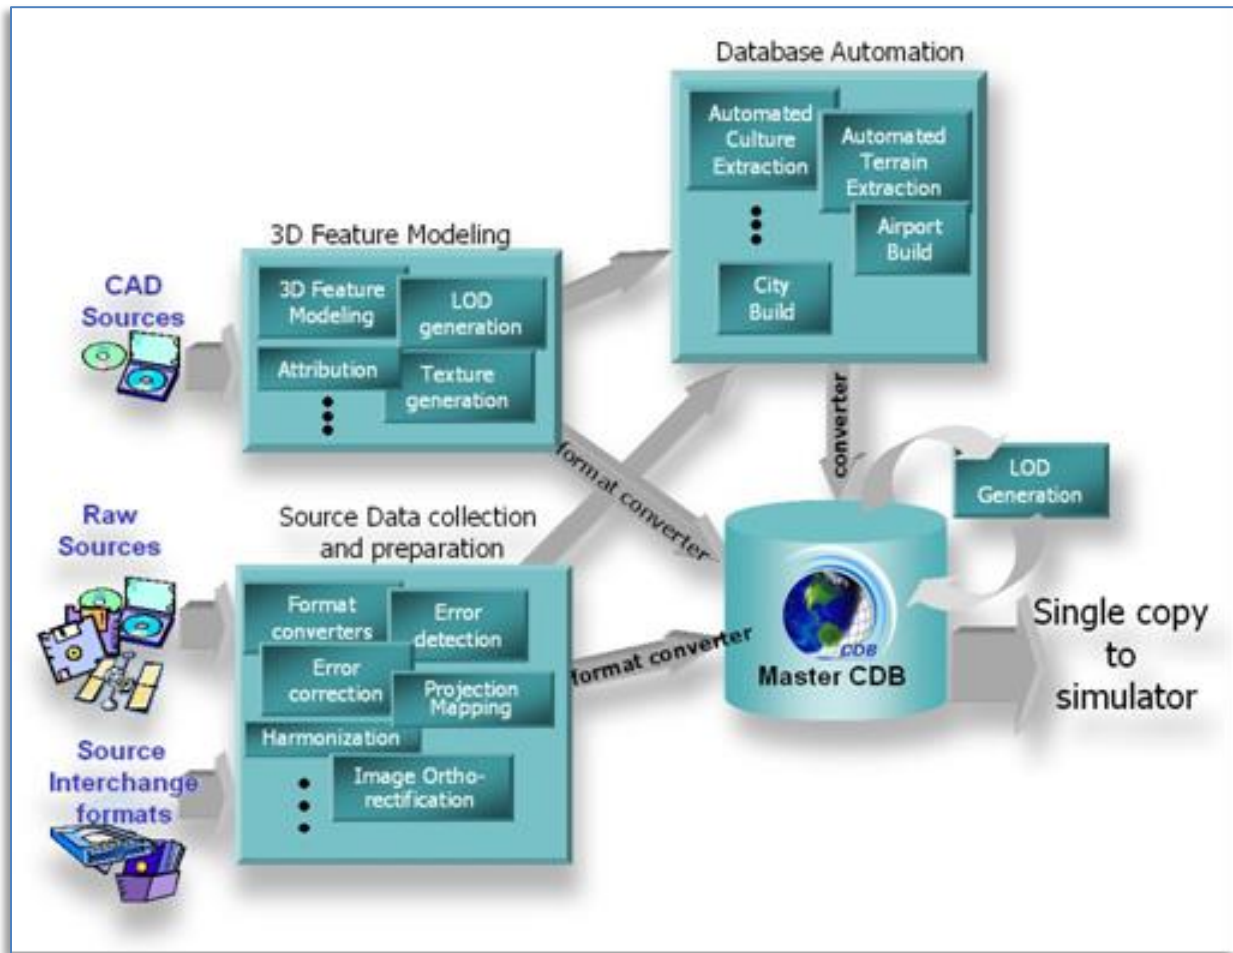 Database Automation
Automated
Culture
Extraction
Automated
Terrain
Extraction
Airport
Build
City
Build
3D Feature Modeling
3D Feature
Modeling
LOD
generation
Attribution
Texture
generation
CAD
Sources
converter
format converter
LOD
Generation
Raw
Sources
Source Data collection
and preparation
Format
converters
Error
detection
Error
correction
Projection
Mapping
Harmonization
Image Ortho-
rectification
format converter
Source
Interchange
formats
CDB
Master CDB
Single copy
to
simulator